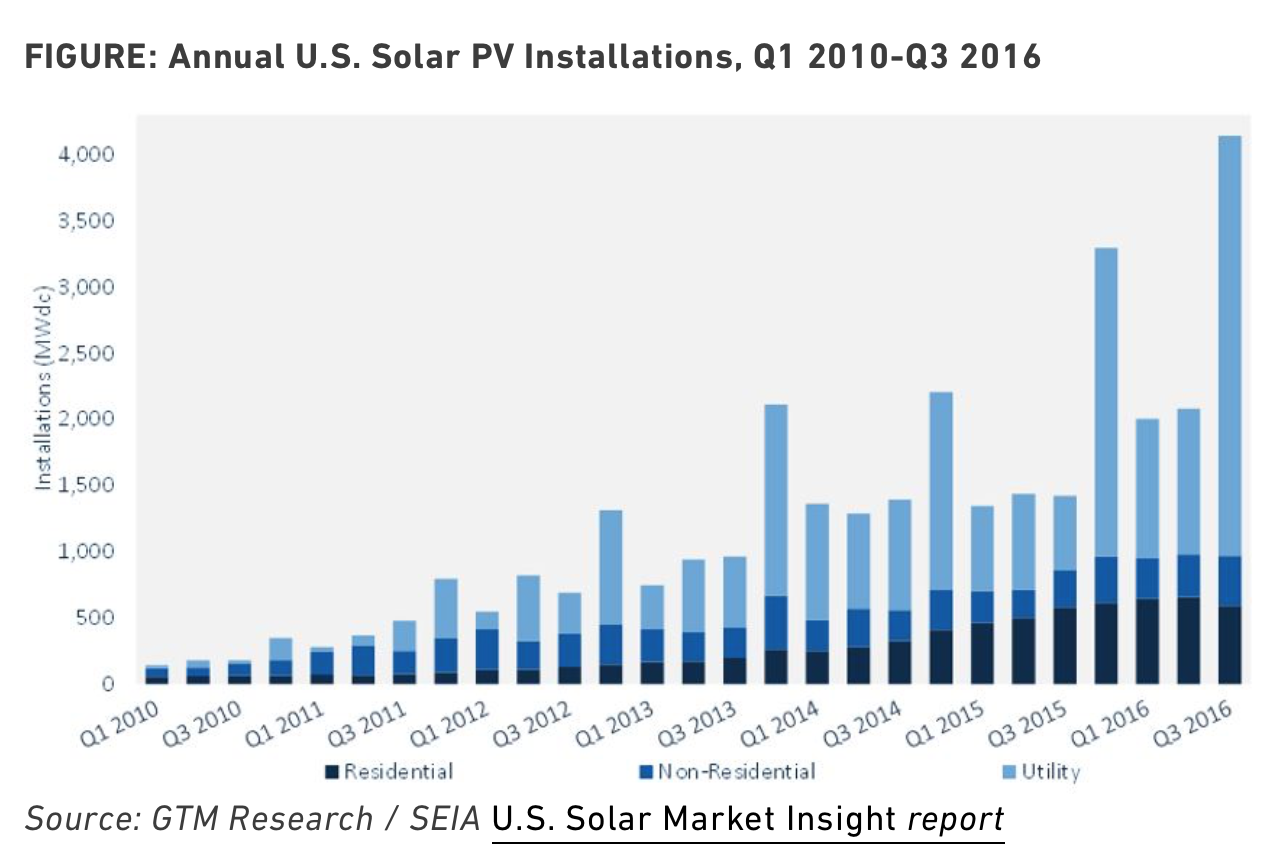 FIGURE: Annual U.S. Solar PV Installations, Q1 2010-Q3 2016
Installations (MWdc)
4,000
3,500
3,000
2,500
2,000
1,500
1,000
500
0
Q1 2010
Q3 2010
Q1 2011
Q3 2011
Q1 2012
Q3 2012
Q1 2013
Q3 2013
Q1 2014
Q3 2014
Q1 2015
Q3 2015
Q1 2016
Q3 2016
Residential Non-Residential Utility
Source: GTM Research / SEIA U.S. Solar Market Insight report